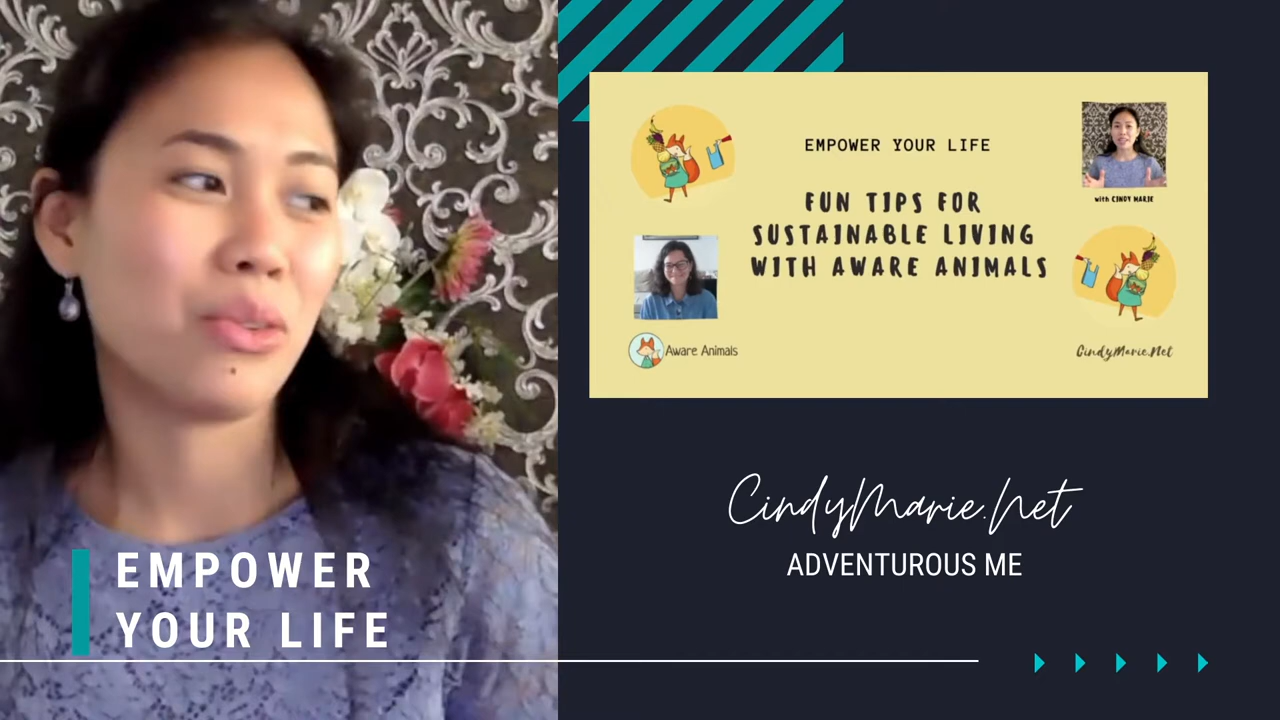 EMPOWER
YOUR LIFE
EMPOWER YOUR LIFE
FUN TIPS FOR
SUSTAINABLE LIVING
WITH AWARE ANIMALS
with CINDY MARIE
Aware Animals
CindyMarie.Net
CindyMarie.Net
ADVENTUROUS ME